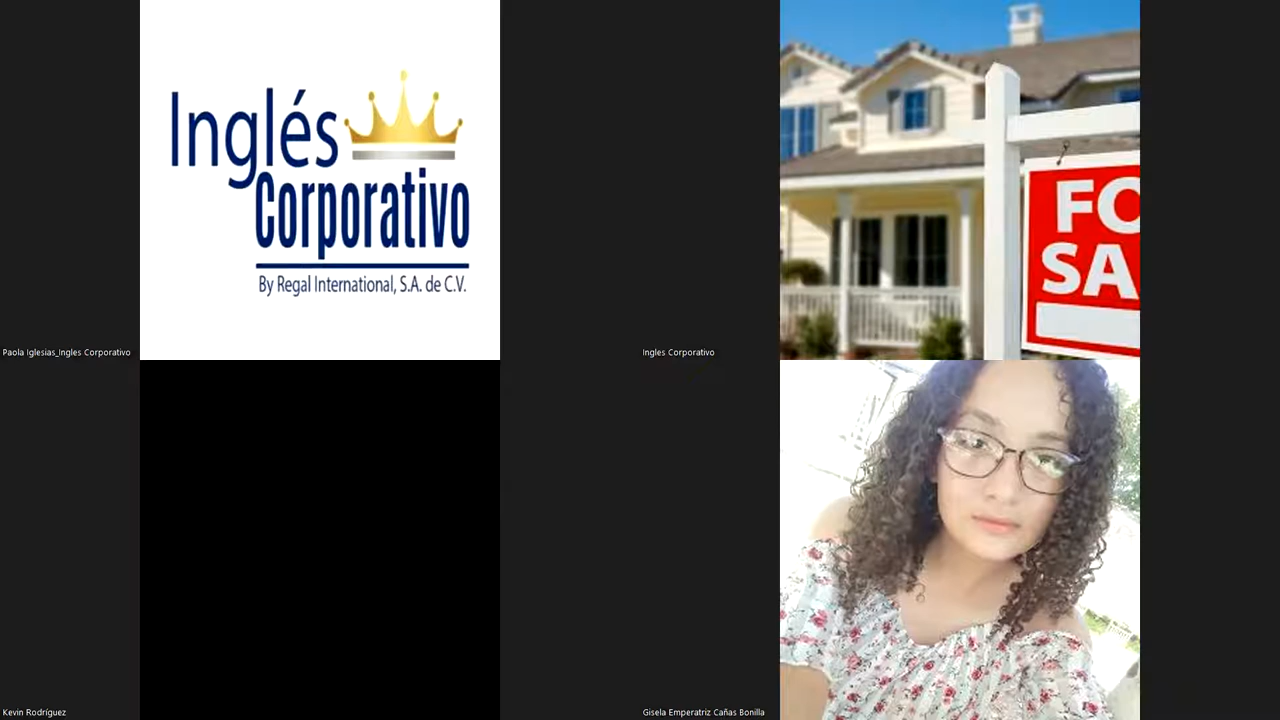 Inglés
Corporativo
By Regal International, S.A. de C.V.
Paola Iglesias_Ingles Corporativo
FO
SA
Ingles Corporativo
Kevin Rodríguez
Gisela Emperatriz Cañas Bonilla